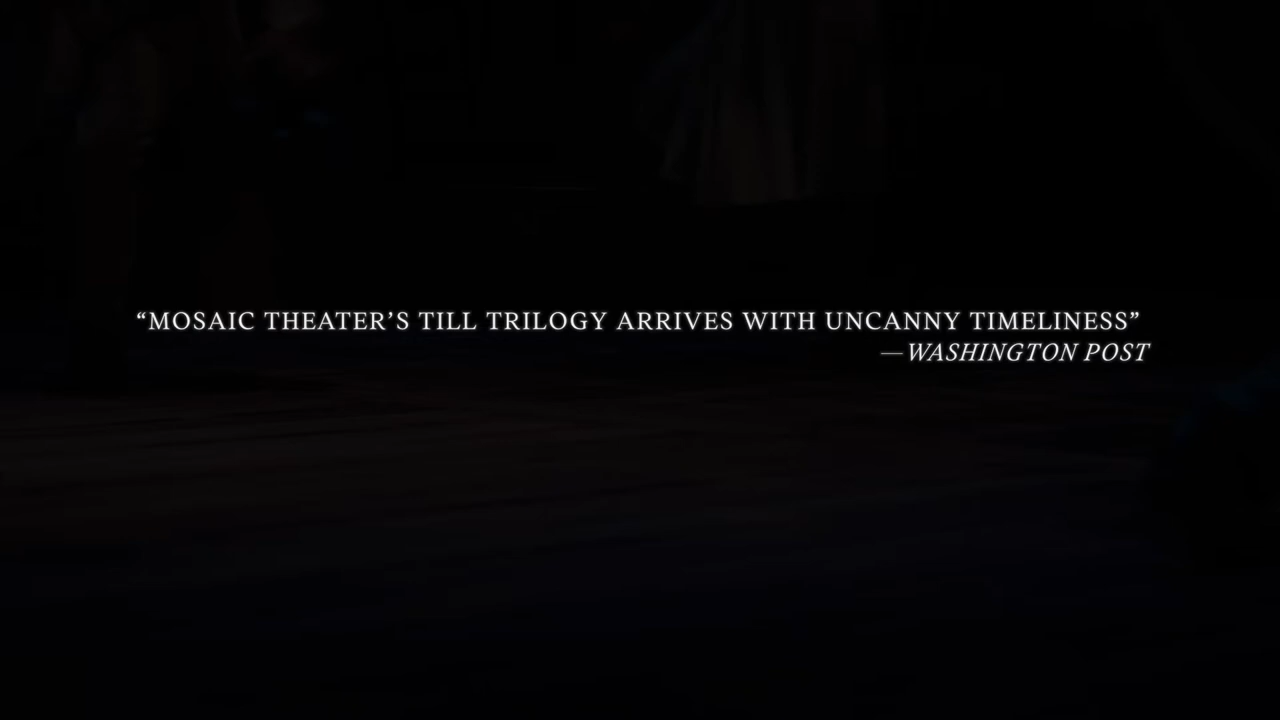 “MOSAIC THEATER’S TILL TRILOGY ARRIVES WITH UNCANNY TIMELINESS”
—WASHINGTON POST